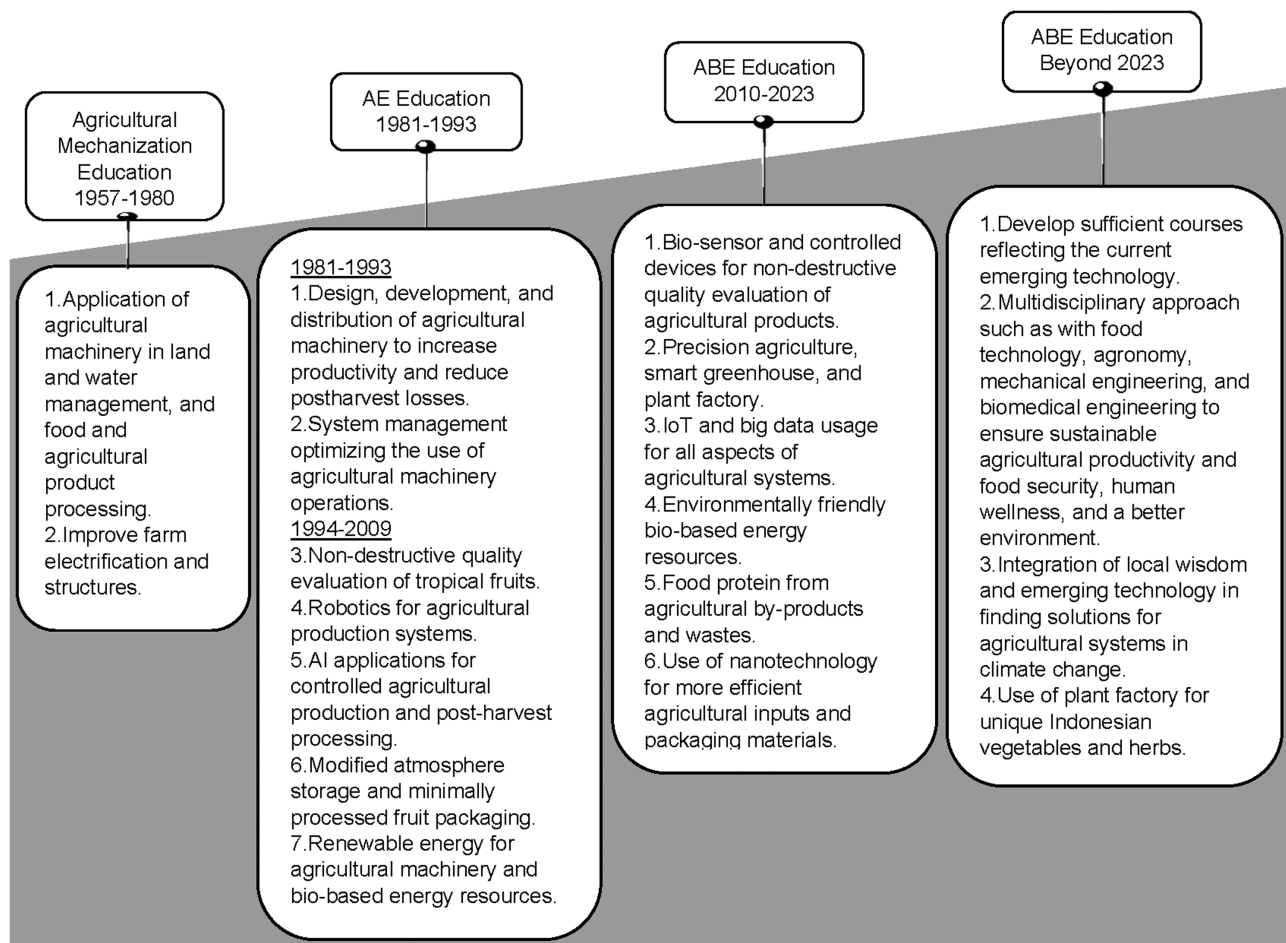 Agricultural
Mechanization
Education
1957-1980
1.Application of
agricultural
machinery in land
and water
management, and
food and
agricultural
product
processing.
2.Improve farm
electrification and
structures.
AE Education
1981-1993
1981-1993
1.Design, development, and
distribution of agricultural
machinery to increase
productivity and reduce
postharvest losses.
2.System management
optimizing the use of
agricultural machinery
operations.
1994-2009
3.Non-destructive quality
evaluation of tropical fruits.
4.Robotics for agricultural
production systems.
5.AI applications for
controlled agricultural
production and post-harvest
processing.
6.Modified atmosphere
storage and minimally
processed fruit packaging.
7.Renewable energy for
agricultural machinery and
bio-based energy resources.
ABE Education
2010-2023
1.Bio-sensor and controlled
devices for non-destructive
quality evaluation of
agricultural products.
2.Precision agriculture,
smart greenhouse, and
plant factory.
3.IoT and big data usage
for all aspects of
agricultural systems.
4.Environmentally friendly
bio-based energy
resources.
5.Food protein from
agricultural by-products
and wastes.
6.Use of nanotechnology
for more efficient
agricultural inputs and
packaging materials.
ABE Education
Beyond 2023
1.Develop sufficient courses
reflecting the current
emerging technology.
2.Multidisciplinary approach
such as with food
technology, agronomy,
mechanical engineering, and
biomedical engineering to
ensure sustainable
agricultural productivity and
food security, human
wellness, and a better
environment.
3.Integration of local wisdom
and emerging technology in
finding solutions for
agricultural systems in
climate change.
4.Use of plant factory for
unique Indonesian
vegetables and herbs.